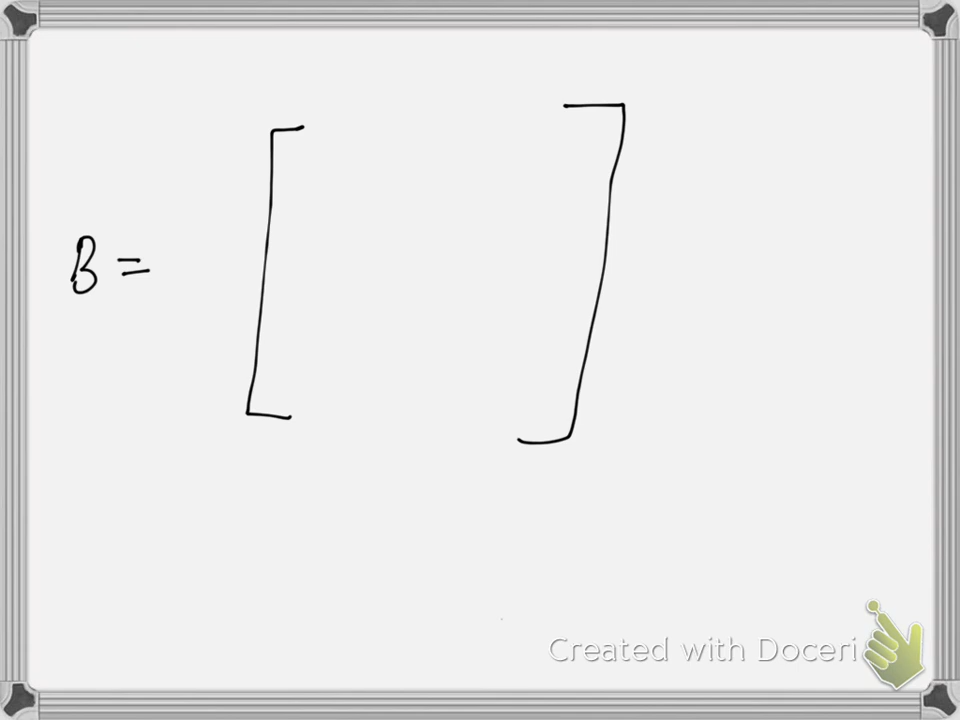 B = [ ]
Created with Doceri